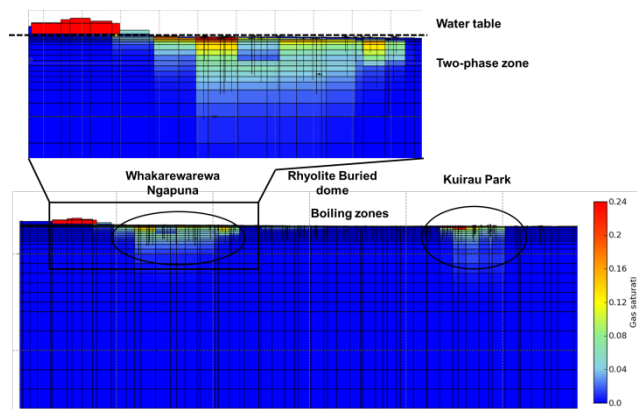 Water table
Two-phase zone
Whakarewarewa
Ngapuna
Rhyolite Buried
dome
Kuirau Park
Boiling zones
0.24
0.2
0.16
0.12
0.08
0.04
0.0
Gas saturati